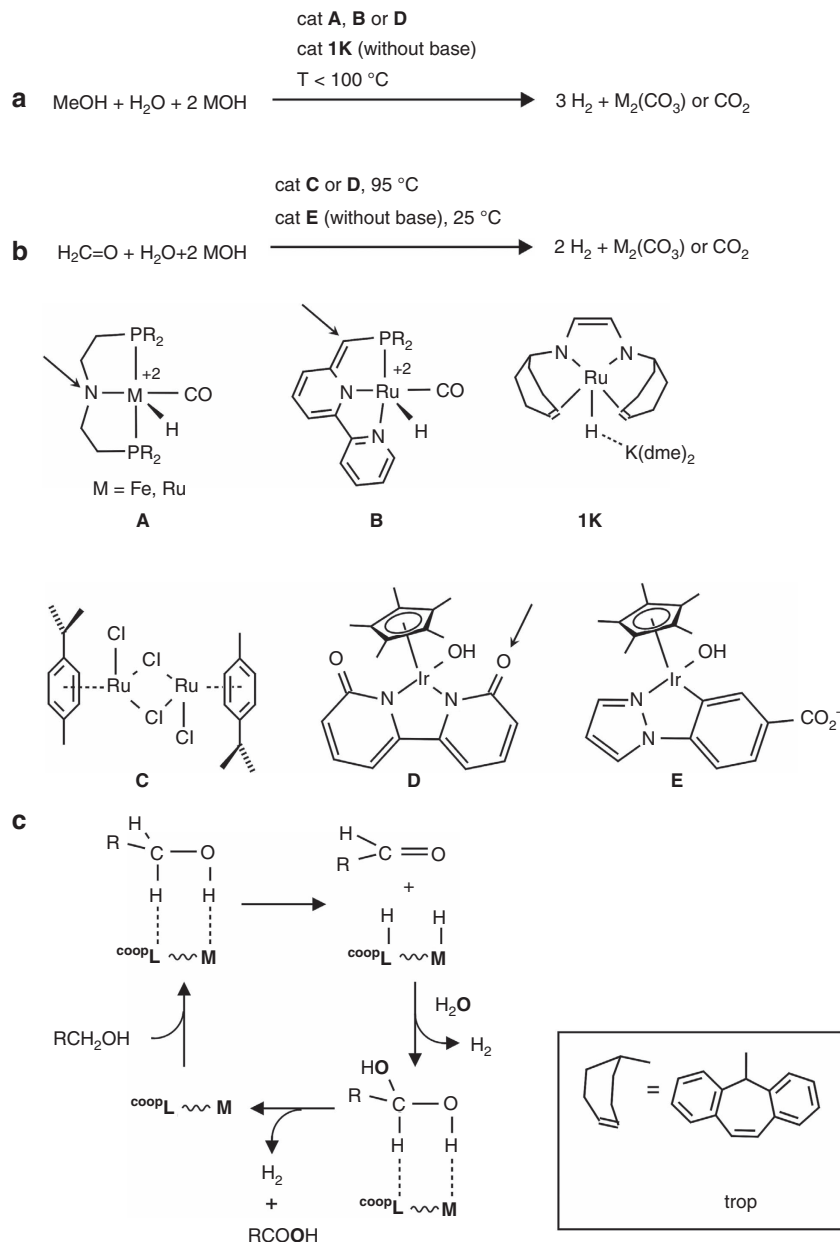 cat A, B or D
cat 1K (without base)
T < 100 °C
a MeOH + H₂O + 2 MOH 3 H₂ + M₂(CO₃) or CO₂
cat C or D, 95 °C
cat E (without base), 25 °C
b H₂C=O + H₂O+2 MOH 2 H₂ + M₂(CO₃) or CO₂
PR₂
+2
N M CO
H
PR₂
M = Fe, Ru
A
PR₂
+2
N Ru CO
H
N
B
N N
Ru
H
K(dme)₂
1K
Cl
Cl
Ru Ru
Cl
Cl
C
O OH O
Ir
N N
D
OH
Ir
N
N
CO₂⁻
E
c
H
R C O
H H
coopL M
H
R C O
+
H H
coopL M
H₂O
H₂
RCH₂OH
HO
R C O
H H
coopL M
coopL M
H₂
+
RCOOH
=
trop